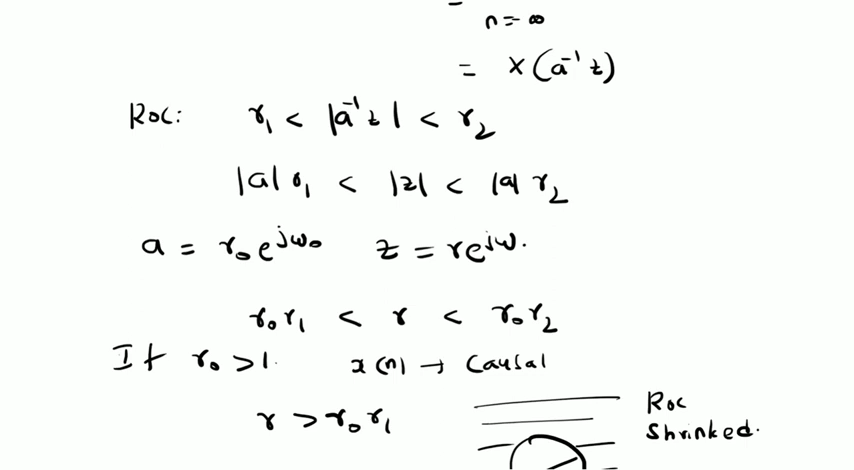 n=∞
= X(a⁻¹z)
Roc: r₁ < |a⁻¹z| < r₂
|a| r₁ < |z| < |a| r₂
a = r₀e^jω₀ z = re^jω.
r₀r₁ < r < r₀r₂
If r₀ > 1. x(n) → Causal
r > r₀r₁ Roc
Shrinked.